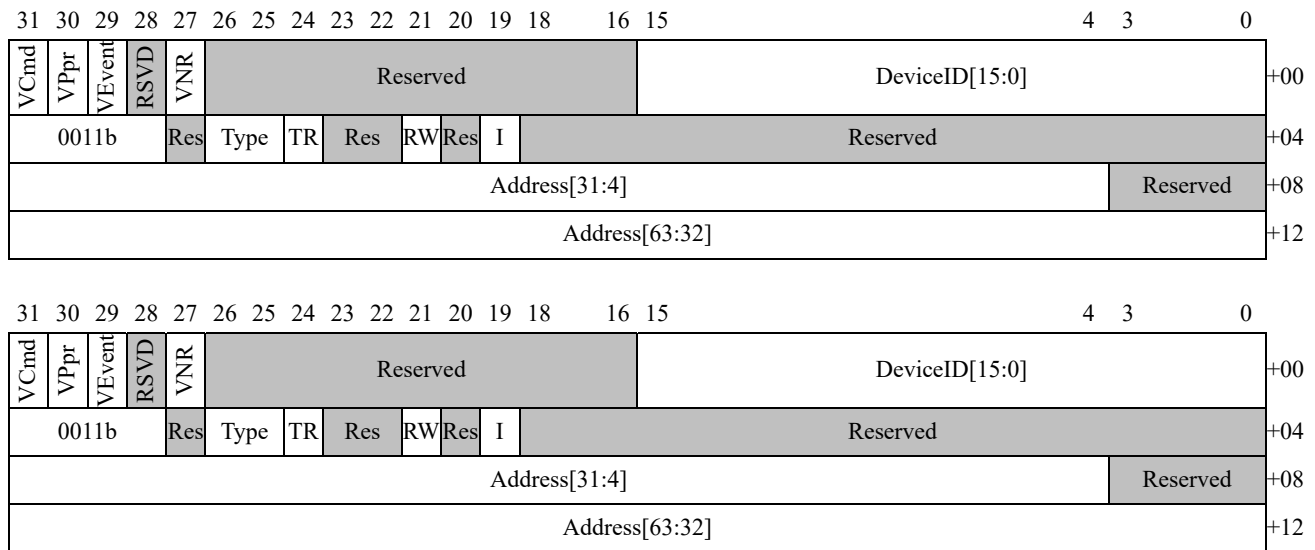 31 30 29 28 27 26 25 24 23 22 21 20 19 18 16 15 4 3 0
VCmd VPpr VEvent RSVD VNR Reserved DeviceID[15:0] +00
0011b Res Type TR Res RW Res I Reserved +04
Address[31:4] Reserved +08
Address[63:32] +12
31 30 29 28 27 26 25 24 23 22 21 20 19 18 16 15 4 3 0
VCmd VPpr VEvent RSVD VNR Reserved DeviceID[15:0] +00
0011b Res Type TR Res RW Res I Reserved +04
Address[31:4] Reserved +08
Address[63:32] +12